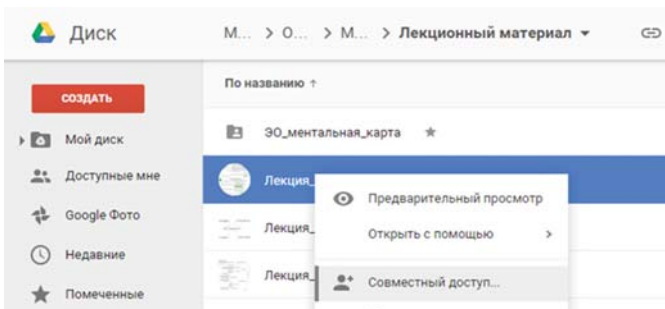 Диск
М... > О... > М... > Лекционный материал
По названию ↑
СОЗДАТЬ
ЭО_ментальная_карта
Мой диск
Доступные мне
Лекция_
Предварительный просмотр
Google Фото
Лекция_
Открыть с помощью >
Недавние
Лекция_
Совместный доступ...
Помеченные